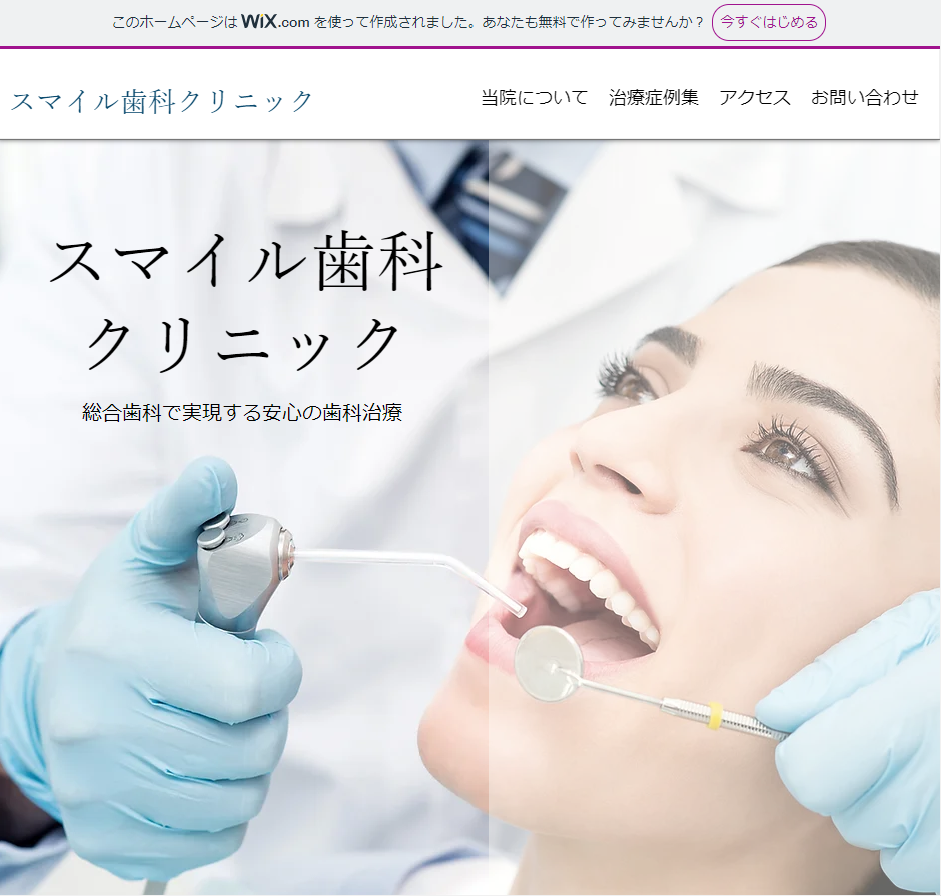 このホームページは WiX.com を使って作成されました。あなたも無料で作ってみませんか？ 今すぐはじめる
スマイル歯科クリニック 当院について 治療症例集 アクセス お問い合わせ
スマイル歯科
クリニック
総合歯科で実現する安心の歯科治療